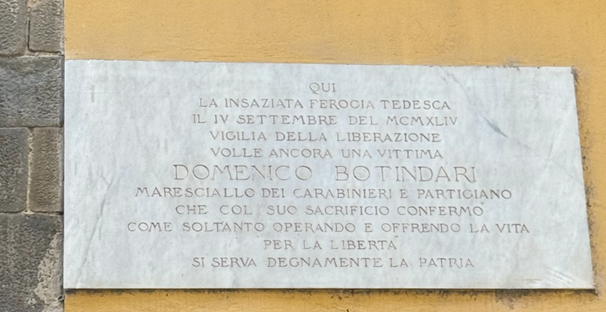 QUI
LA INSAZIATA FEROCIA TEDESCA
IL IV SETTEMBRE DEL MCMXLIV
VIGILIA DELLA LIBERAZIONE
VOLLE ANCORA UNA VITTIMA
DOMENICO BOTINDARI
MARESCIALLO DEI CARABINIERI E PARTIGIANO
CHE COL SUO SACRIFICIO CONFERMÒ
COME SOLTANTO OPERANDO E OFFRENDO LA VITA
PER LA LIBERTÀ
SI SERVA DEGNAMENTE LA PATRIA